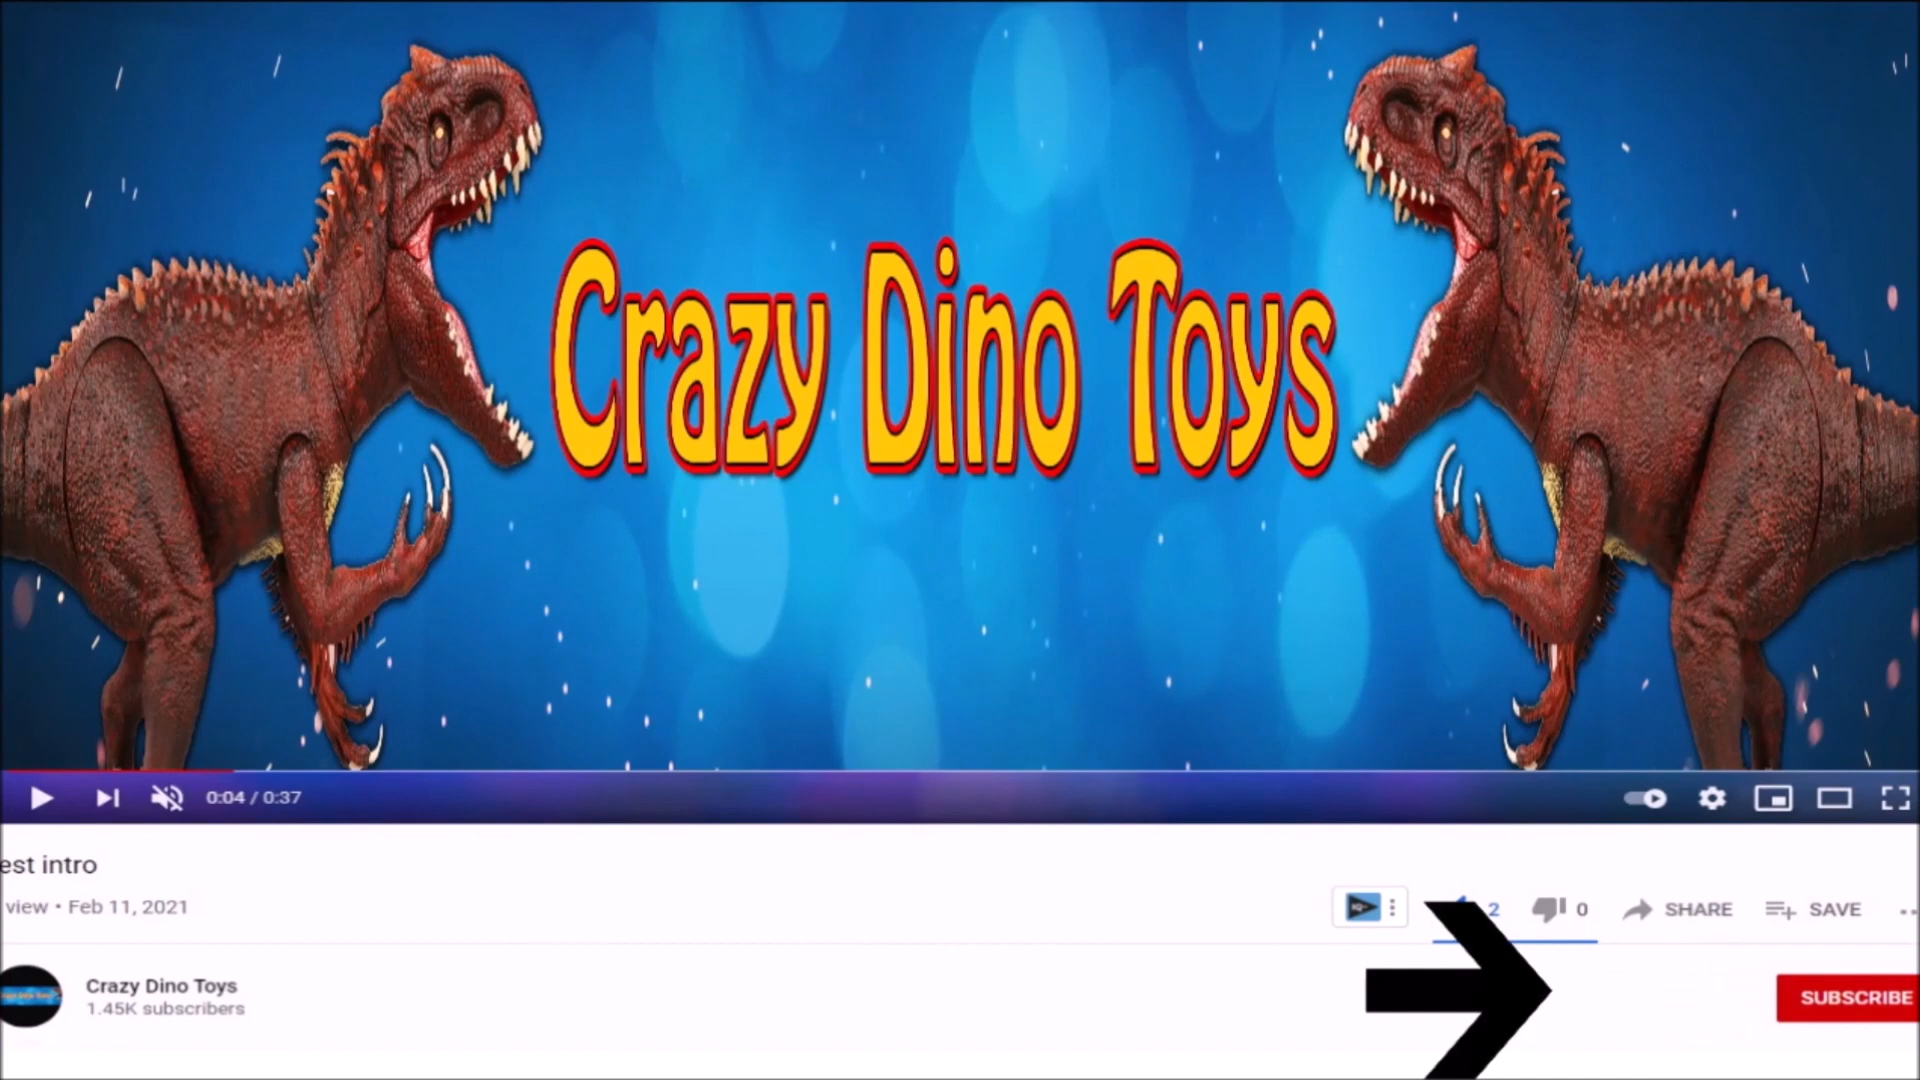 Crazy Dino Toys
0:04 / 0:37
est intro
view • Feb 11, 2021
2
0
SHARE
SAVE
Crazy Dino Toys
1.45K subscribers
SUBSCRIBE